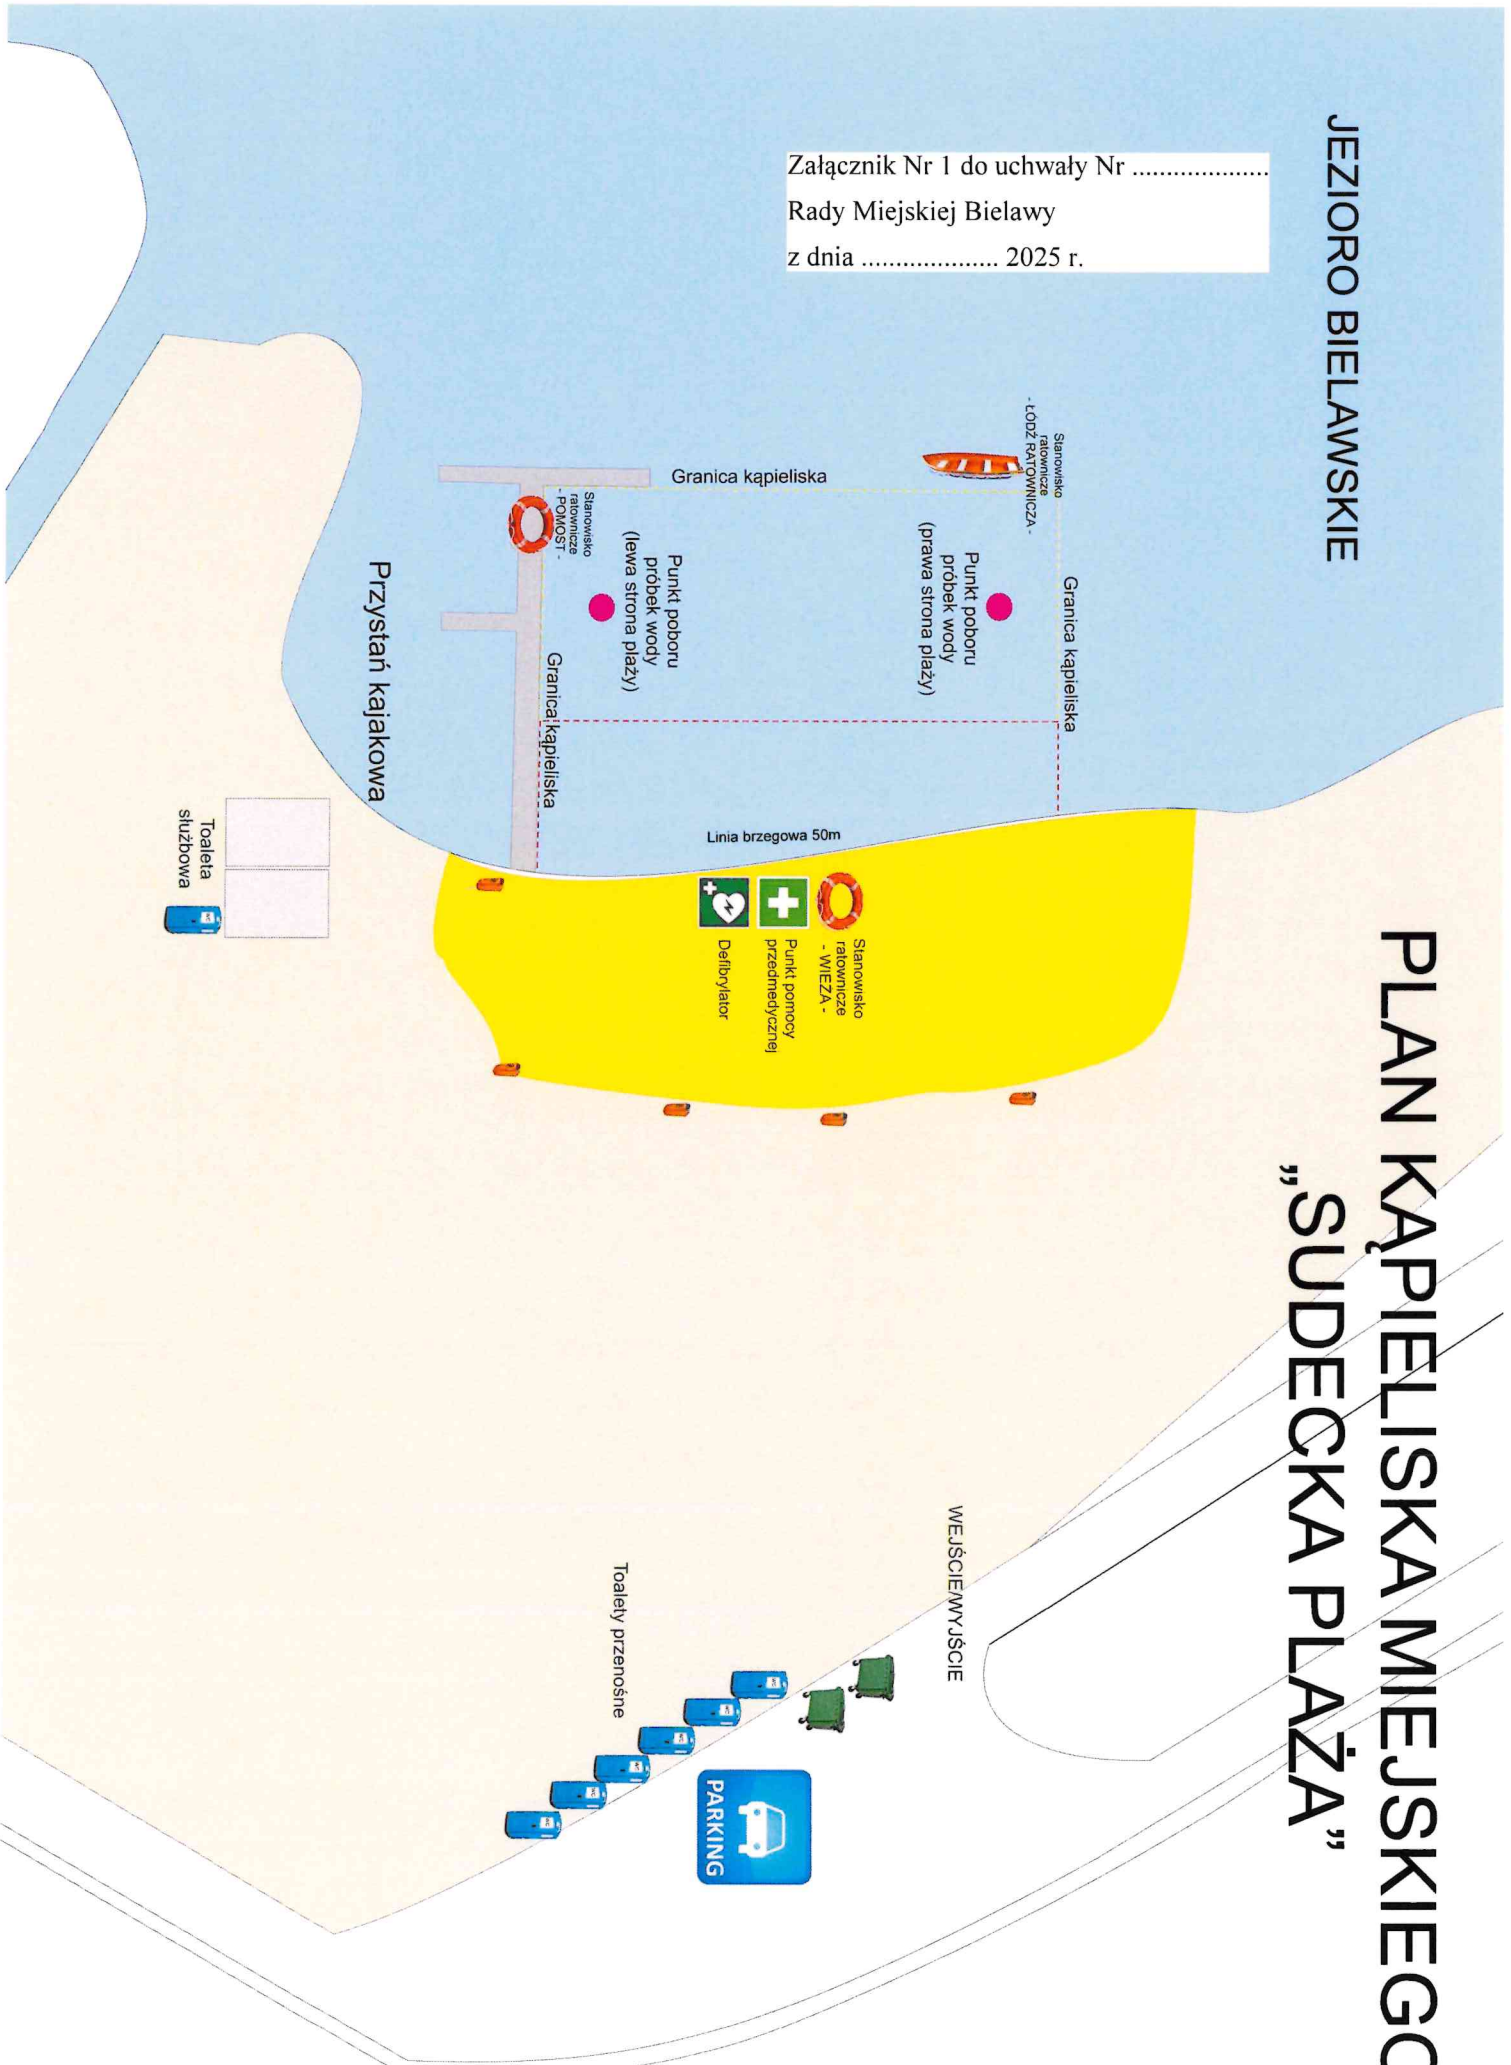 Załącznik Nr 1 do uchwały Nr ....................
Rady Miejskiej Bielawy
z dnia .................... 2025 r.
JEZIORO BIELAWSKIE
PLAN KĄPIELISKA MIEJSKIEGO
„SUDECKA PLAŻA”
Stanowisko
ratownicze
- ŁÓDŹ RATOWNICZA -
Granica kąpieliska
Granica kąpieliska
Punkt poboru
próbek wody
(prawa strona plaży)
Punkt poboru
próbek wody
(lewa strona plaży)
Stanowisko
ratownicze
- POMOST -
Granica kąpieliska
Przystań kajakowa
Linia brzegowa 50m
Stanowisko
ratownicze
- WIEŻA -
Punkt pomocy
przedmedycznej
Defibrylator
Toaleta
służbowa
WEJŚCIE/WYJŚCIE
Toalety przenośne
PARKING